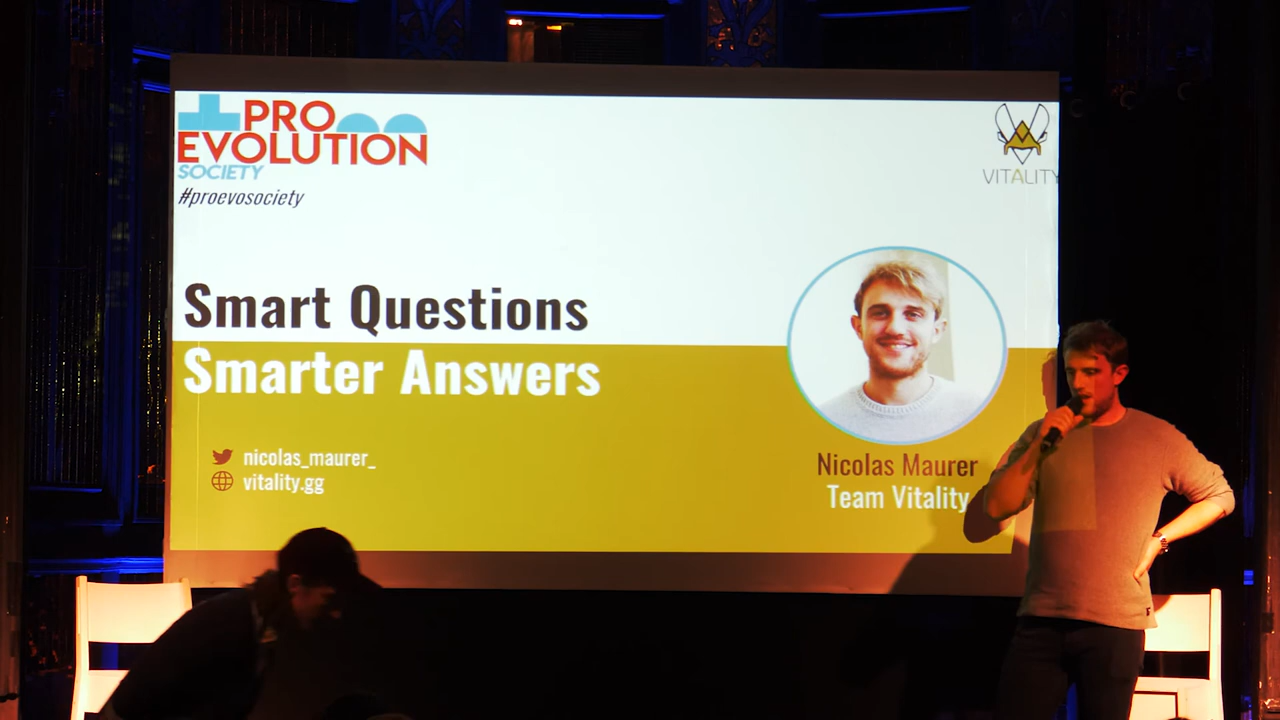 PRO
EVOLUTION
SOCIETY
#proevosociety
VITALITY
Smart Questions
Smarter Answers
nicolas_maurer_
vitality.gg
Nicolas Maurer
Team Vitality